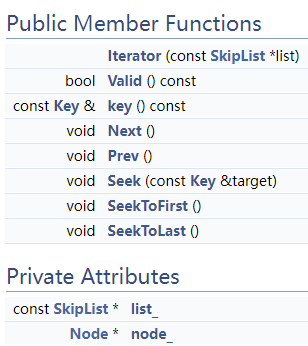 Public Member Functions
Iterator (const SkipList *list)
bool Valid () const
const Key & key () const
void Next ()
void Prev ()
void Seek (const Key &target)
void SeekToFirst ()
void SeekToLast ()
Private Attributes
const SkipList * list_
Node * node_